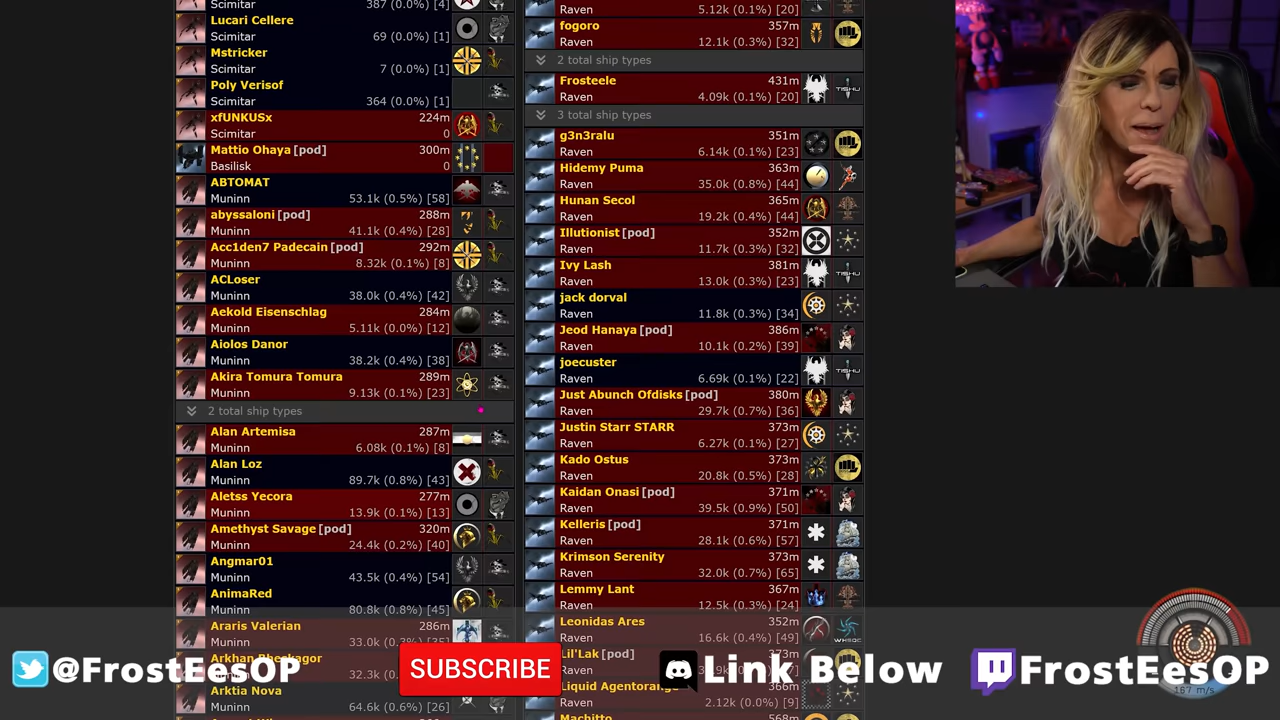 387 (0.0%) [4]
Lucari Cellere
Scimitar 69 (0.0%) [1]
Mstricker
Scimitar 7 (0.0%) [1]
Poly Verisof
Scimitar 364 (0.0%) [1]
xfUNKUSx 224m
Scimitar 0
Mattio Ohaya [pod] 300m
Basilisk 0
ABTOMAT
Muninn 53.1k (0.5%) [58]
abyssaloni [pod] 288m
Muninn 41.1k (0.4%) [28]
Acc1den7 Padecain [pod] 292m
Muninn 8.32k (0.1%) [8]
ACLoser
Muninn 38.0k (0.4%) [42]
Aekold Eisenschlag 284m
Muninn 5.11k (0.0%) [12]
Aiolos Danor
Muninn 38.2k (0.4%) [38]
Akira Tomura Tomura 289m
Muninn 9.13k (0.1%) [23]
2 total ship types
Alan Artemisa 287m
Muninn 6.08k (0.1%) [8]
Alan Loz
Muninn 89.7k (0.8%) [43]
Aletss Yecora 277m
Muninn 13.9k (0.1%) [13]
Amethyst Savage [pod] 320m
Muninn 24.4k (0.2%) [40]
Angmar01
Muninn 43.5k (0.4%) [54]
AnimaRed
Muninn 80.8k (0.8%) [45]
Araris Valerian 286m
Muninn 33.0k
Muninn 32.3k
Arktia Nova
Muninn 64.6k (0.6%) [26]
5.12k (0.1%) [20]
fogoro 357m
Raven 12.1k (0.3%) [32]
2 total ship types
Frosteele 431m
Raven 4.09k (0.1%) [20]
3 total ship types
g3n3ralu 351m
Raven 6.14k (0.1%) [23]
Hidemy Puma 363m
Raven 35.0k (0.8%) [44]
Hunan Secol 365m
Raven 19.2k (0.4%) [44]
Illutionist [pod] 352m
Raven 11.7k (0.3%) [32]
Ivy Lash 381m
Raven 13.0k (0.3%) [23]
jack dorval
Raven 11.8k (0.3%) [34]
Jeod Hanaya [pod] 386m
Raven 10.1k (0.2%) [39]
joecuster
Raven 6.69k (0.1%) [22]
Just Abunch Ofdisks [pod] 380m
Raven 29.7k (0.7%) [36]
Justin Starr STARR 373m
Raven 6.27k (0.1%) [27]
Kado Ostus 373m
Raven 20.8k (0.5%) [28]
Kaidan Onasi [pod] 371m
Raven 39.5k (0.9%) [50]
Kelleris [pod] 371m
Raven 28.1k (0.6%) [57]
Krimson Serenity 373m
Raven 32.0k (0.7%) [65]
Lemmy Lant 367m
Raven 12.5k (0.3%) [24]
Leonidas Ares 352m
Raven 16.6k (0.4%) [49]
Lil'Lak [pod]
Liquid 366m
Raven 2.12k (0.0%) [9]
Machitto 568m
@FrostEesOP
SUBSCRIBE
Link Below
FrostEesOP
167 m/s